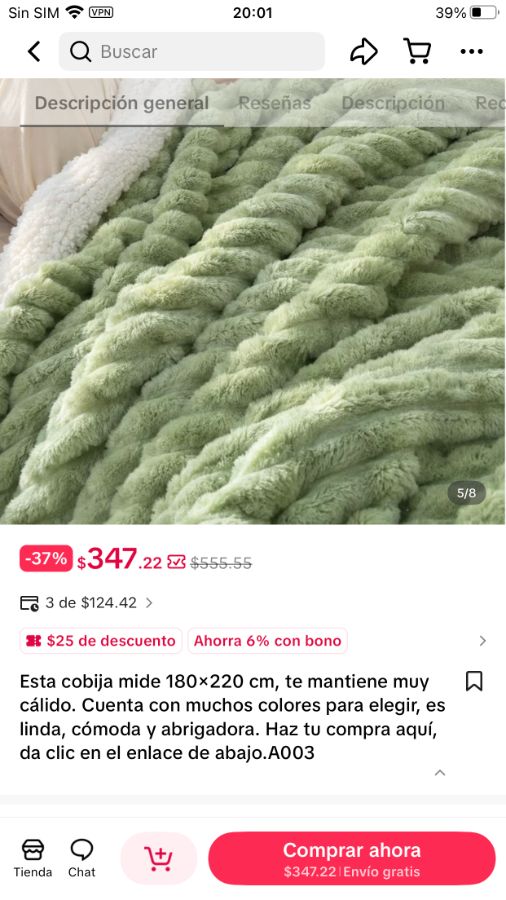 Sin SIM VPN 20:01 39%
Buscar
Descripción general Reseñas Descripción Rec
5/8
-37% $347.22 $555.55
3 de $124.42
$25 de descuento Ahorra 6% con bono
Esta cobija mide 180×220 cm, te mantiene muy
cálido. Cuenta con muchos colores para elegir, es
linda, cómoda y abrigadora. Haz tu compra aquí,
da clic en el enlace de abajo.A003
Tienda Chat
Comprar ahora
$347.22 | Envío gratis